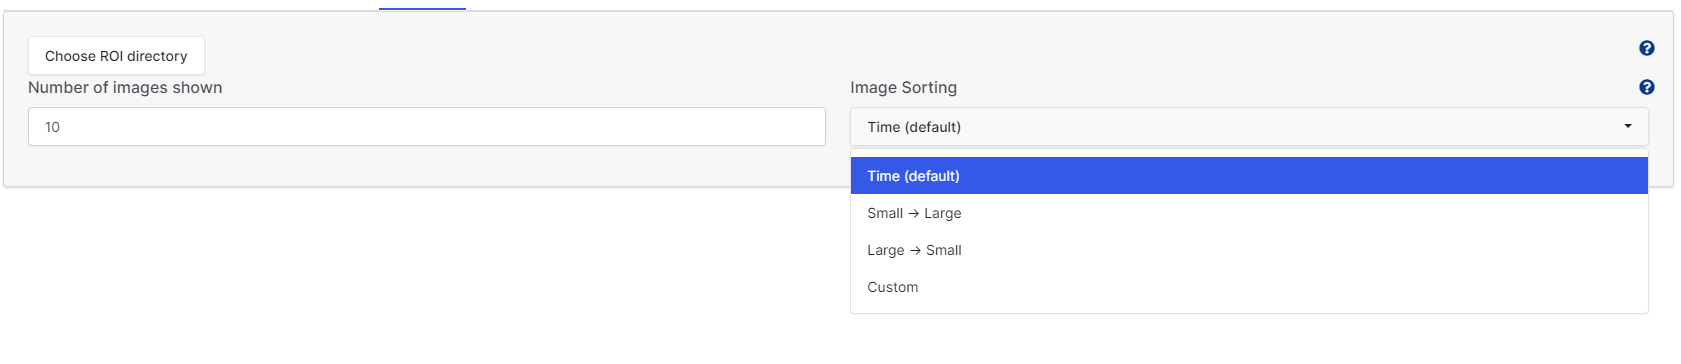 Choose ROI directory
Number of images shown
Image Sorting
10
Time (default)
Time (default)
Small → Large
Large → Small
Custom